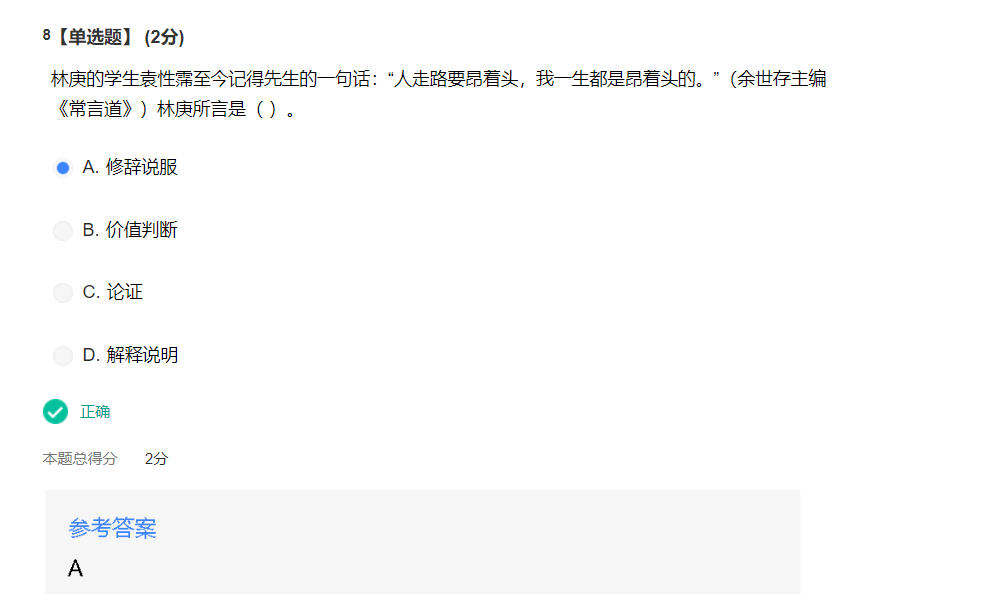 8【单选题】 (2分)
林庚的学生袁性霈至今记得先生的一句话：“人走路要昂着头，我一生都是昂着头的。”（余世存主编
《常言道》）林庚所言是（ ）。
A. 修辞说服
B. 价值判断
C. 论证
D. 解释说明
正确
本题总得分 2分
参考答案
A